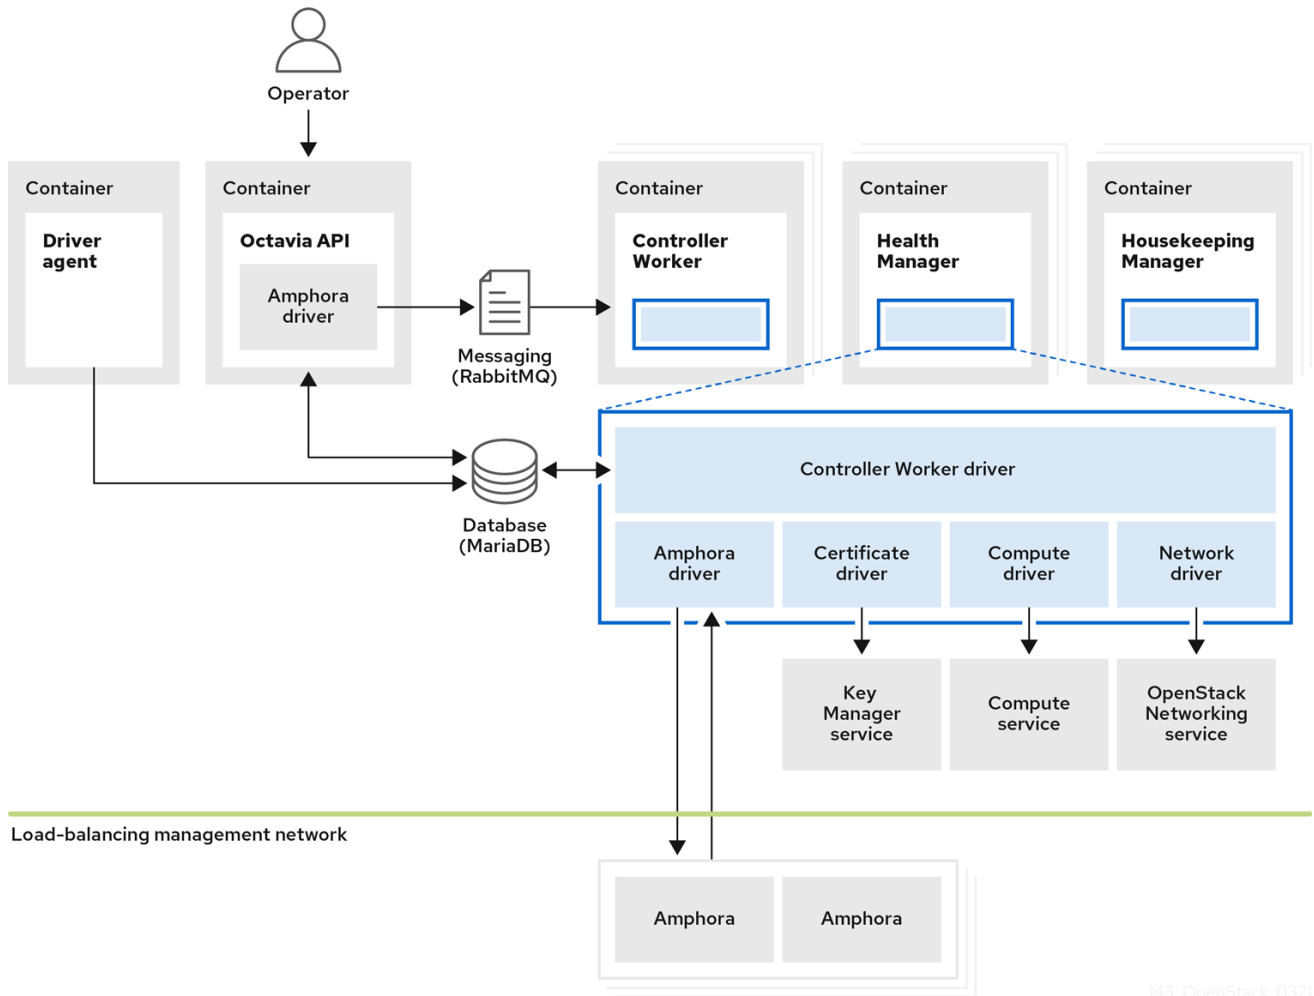 Operator
Container
Driver
agent
Container
Octavia API
Amphora
driver
Messaging
(RabbitMQ)
Container
Controller
Worker
Container
Health
Manager
Container
Housekeeping
Manager
Database
(MariaDB)
Controller Worker driver
Amphora
driver
Certificate
driver
Compute
driver
Network
driver
Key
Manager
service
Compute
service
OpenStack
Networking
service
Load-balancing management network
Amphora
Amphora
143_OpenStack_0321